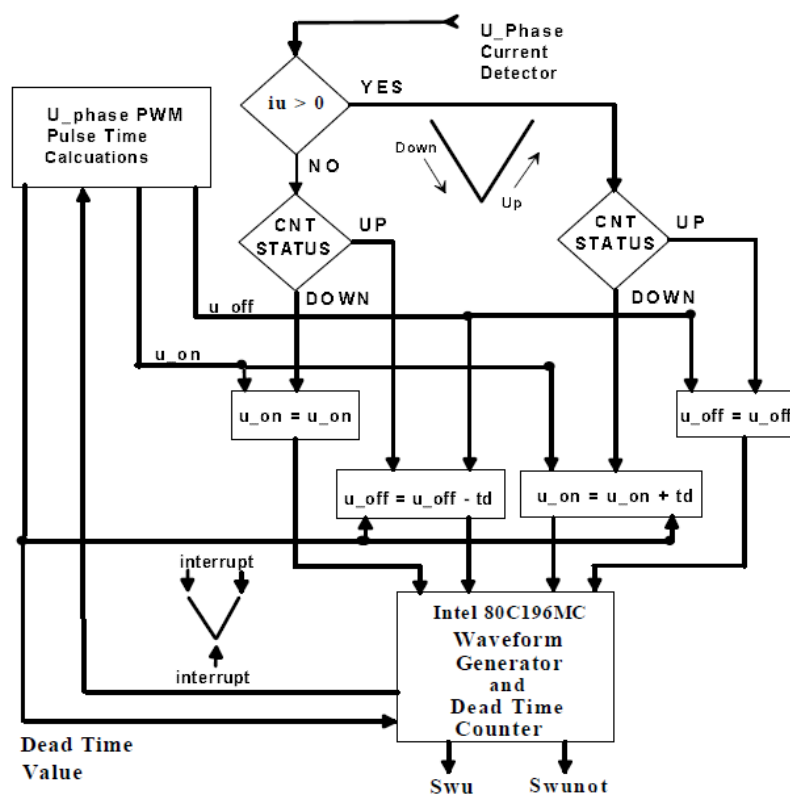 U_Phase
Current
Detector
iu > 0
YES
U_phase PWM
Pulse Time
Calcuations
NO
Down
Up
CNT
STATUS
UP
CNT
STATUS
UP
DOWN
DOWN
u_off
u_on
u_on = u_on
u_off = u_off
u_off = u_off - td
u_on = u_on + td
interrupt
interrupt
Intel 80C196MC
Waveform
Generator
and
Dead Time
Counter
Dead Time
Value
Swu
Swunot